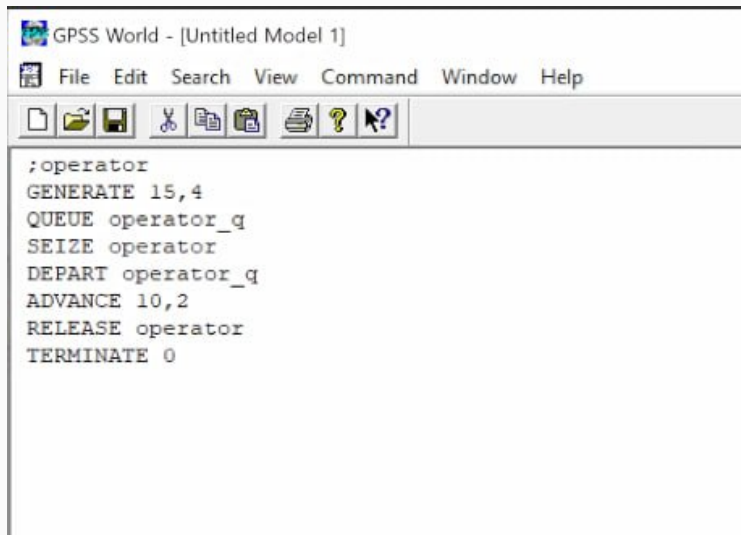 GPSS World - [Untitled Model 1]
File Edit Search View Command Window Help
;operator
GENERATE 15,4
QUEUE operator_q
SEIZE operator
DEPART operator_q
ADVANCE 10,2
RELEASE operator
TERMINATE 0